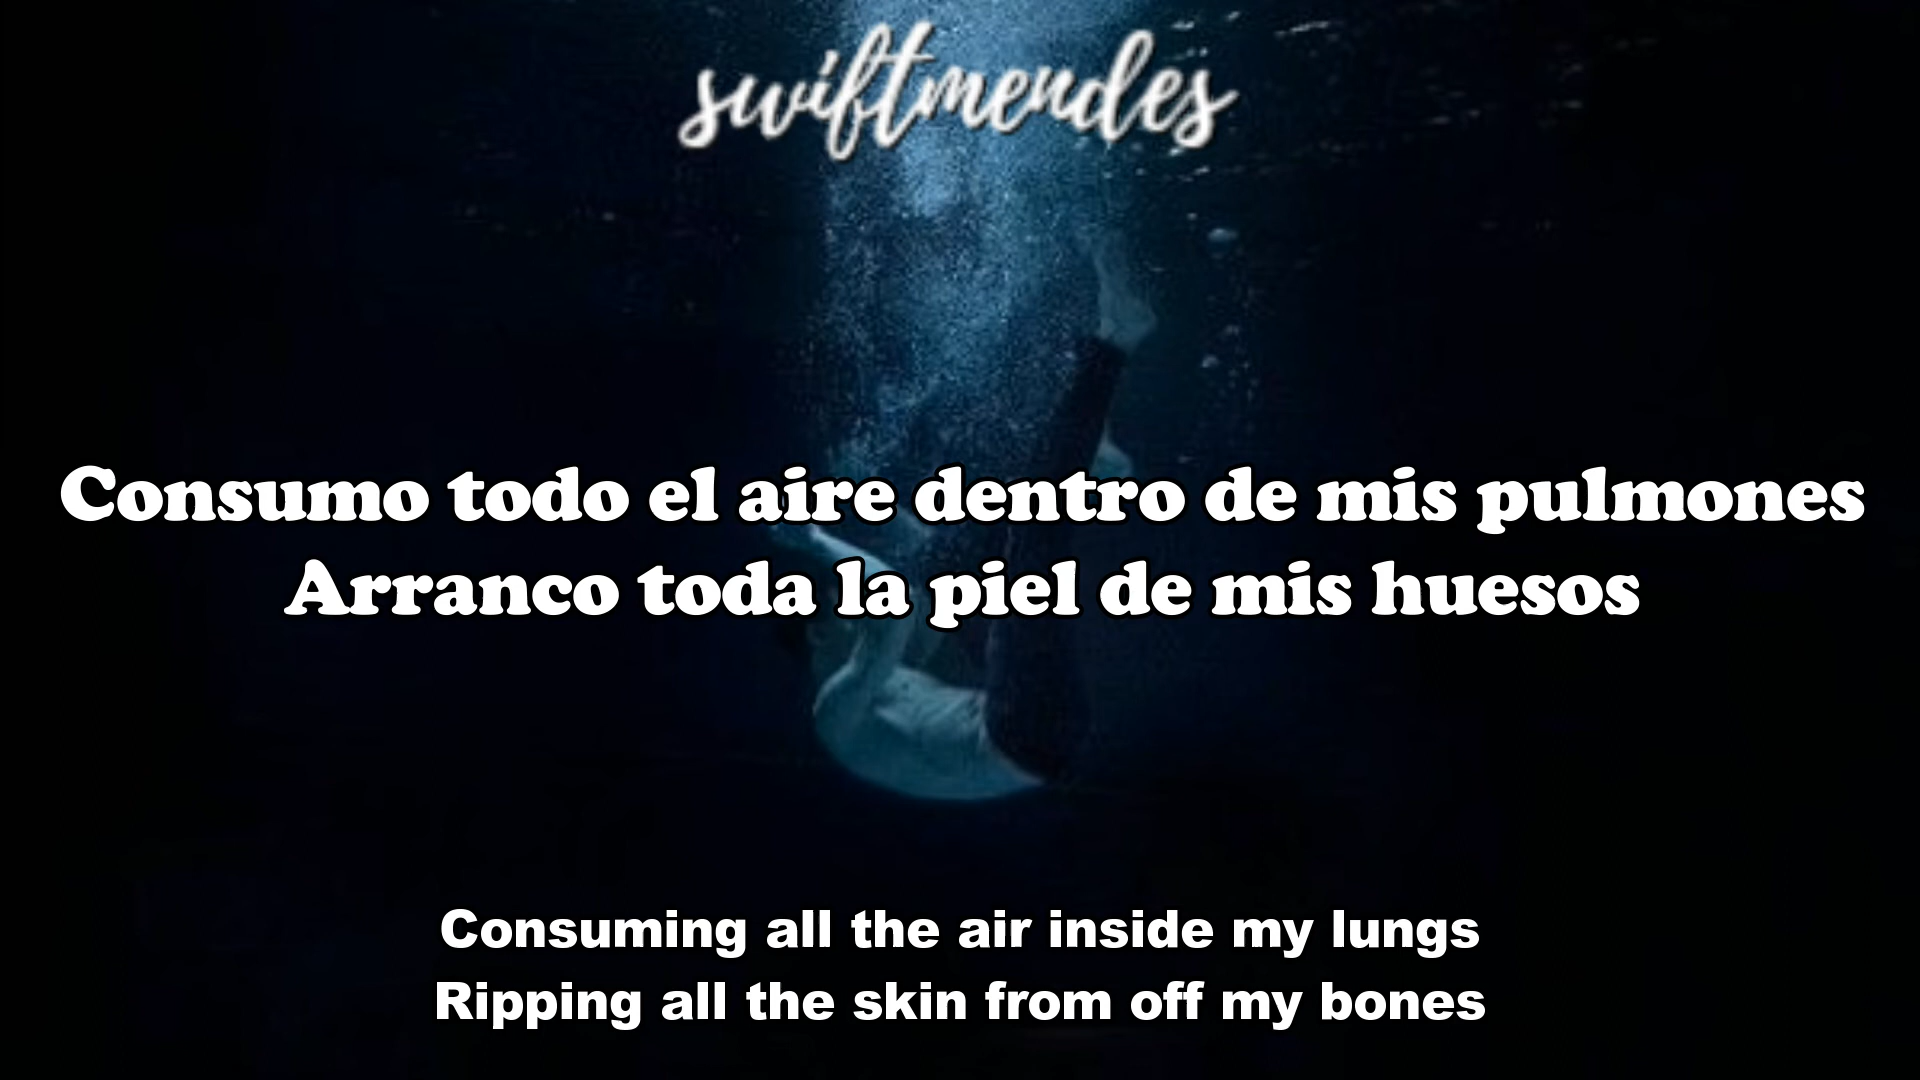 swiftmendes
Consumo todo el aire dentro de mis pulmones
Arranco toda la piel de mis huesos
Consuming all the air inside my lungs
Ripping all the skin from off my bones